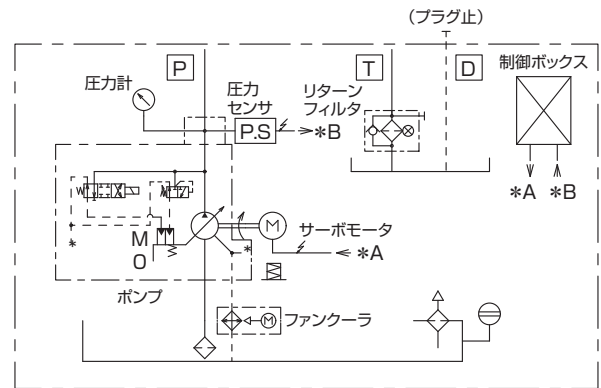 (プラグ止)
P
T
D
制御ボックス
圧力計
圧力
センサ
リターン
フィルタ
P.S
*B
*A
*B
M
サーボモータ
*A
M
O
*
*
ポンプ
M
ファンクーラ